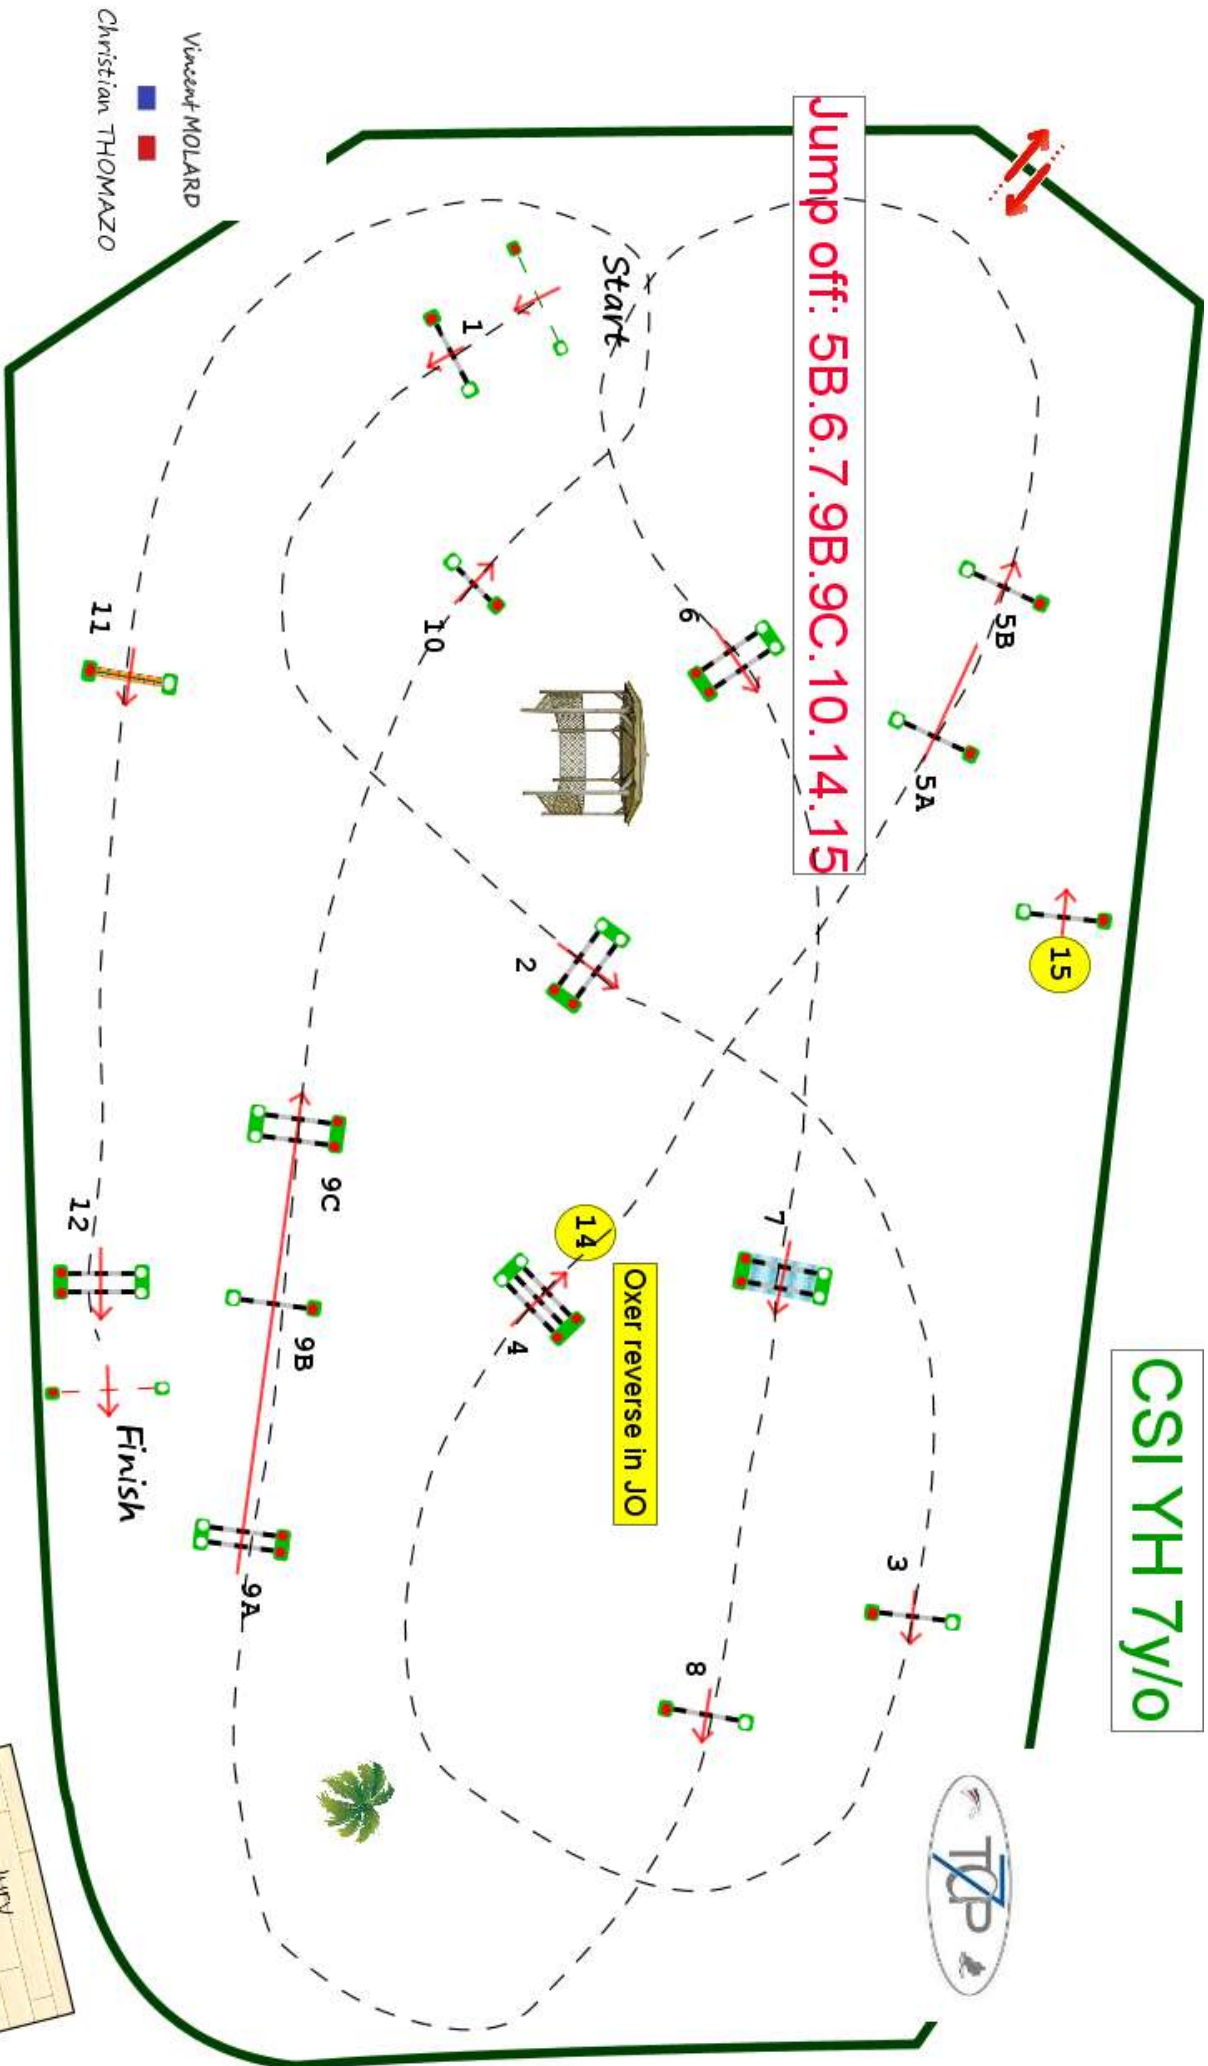 CSI YH 7y/o
15
5B
5A
Jump off: 5B.6.7.9B.9C.10.14.15
TCP
3
7
8
6
Oxer reverse in JO
Start
14
2
4
1
10
9C
9B
9A
Vincent MOLARD
Christian THOMAZO
11
12
Finish
Jury